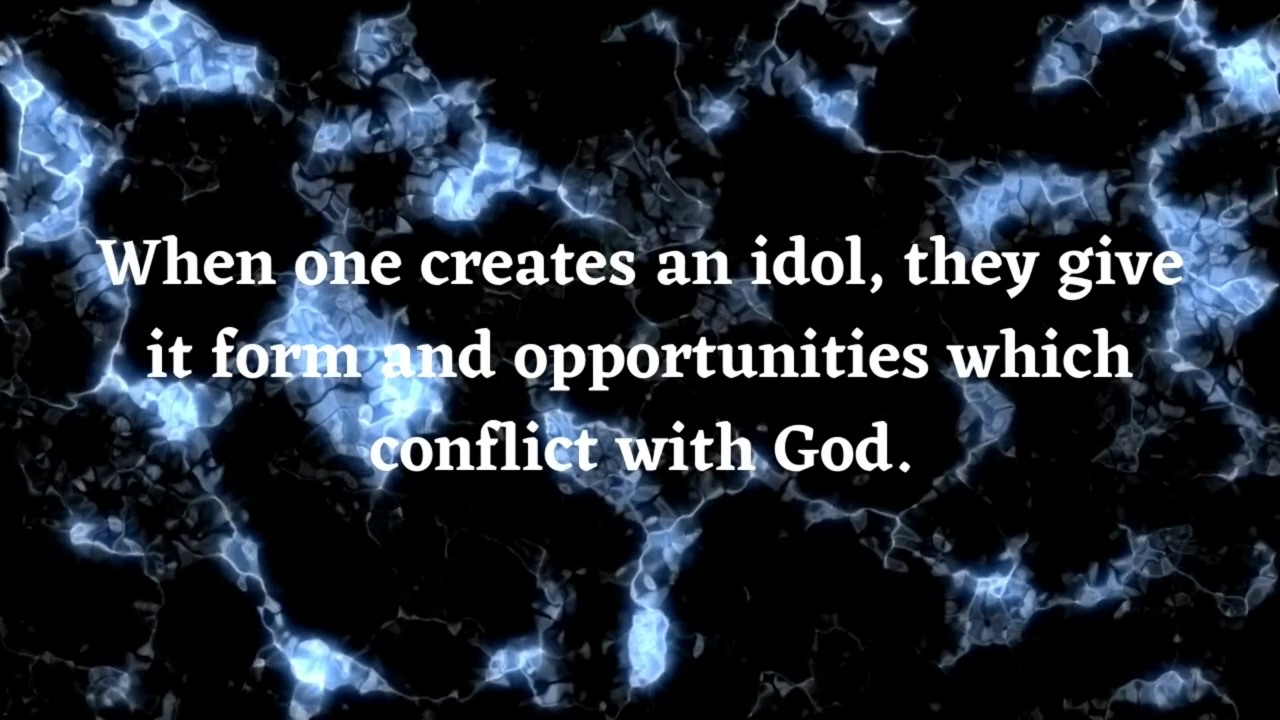 When one creates an idol, they give
it form and opportunities which
conflict with God.